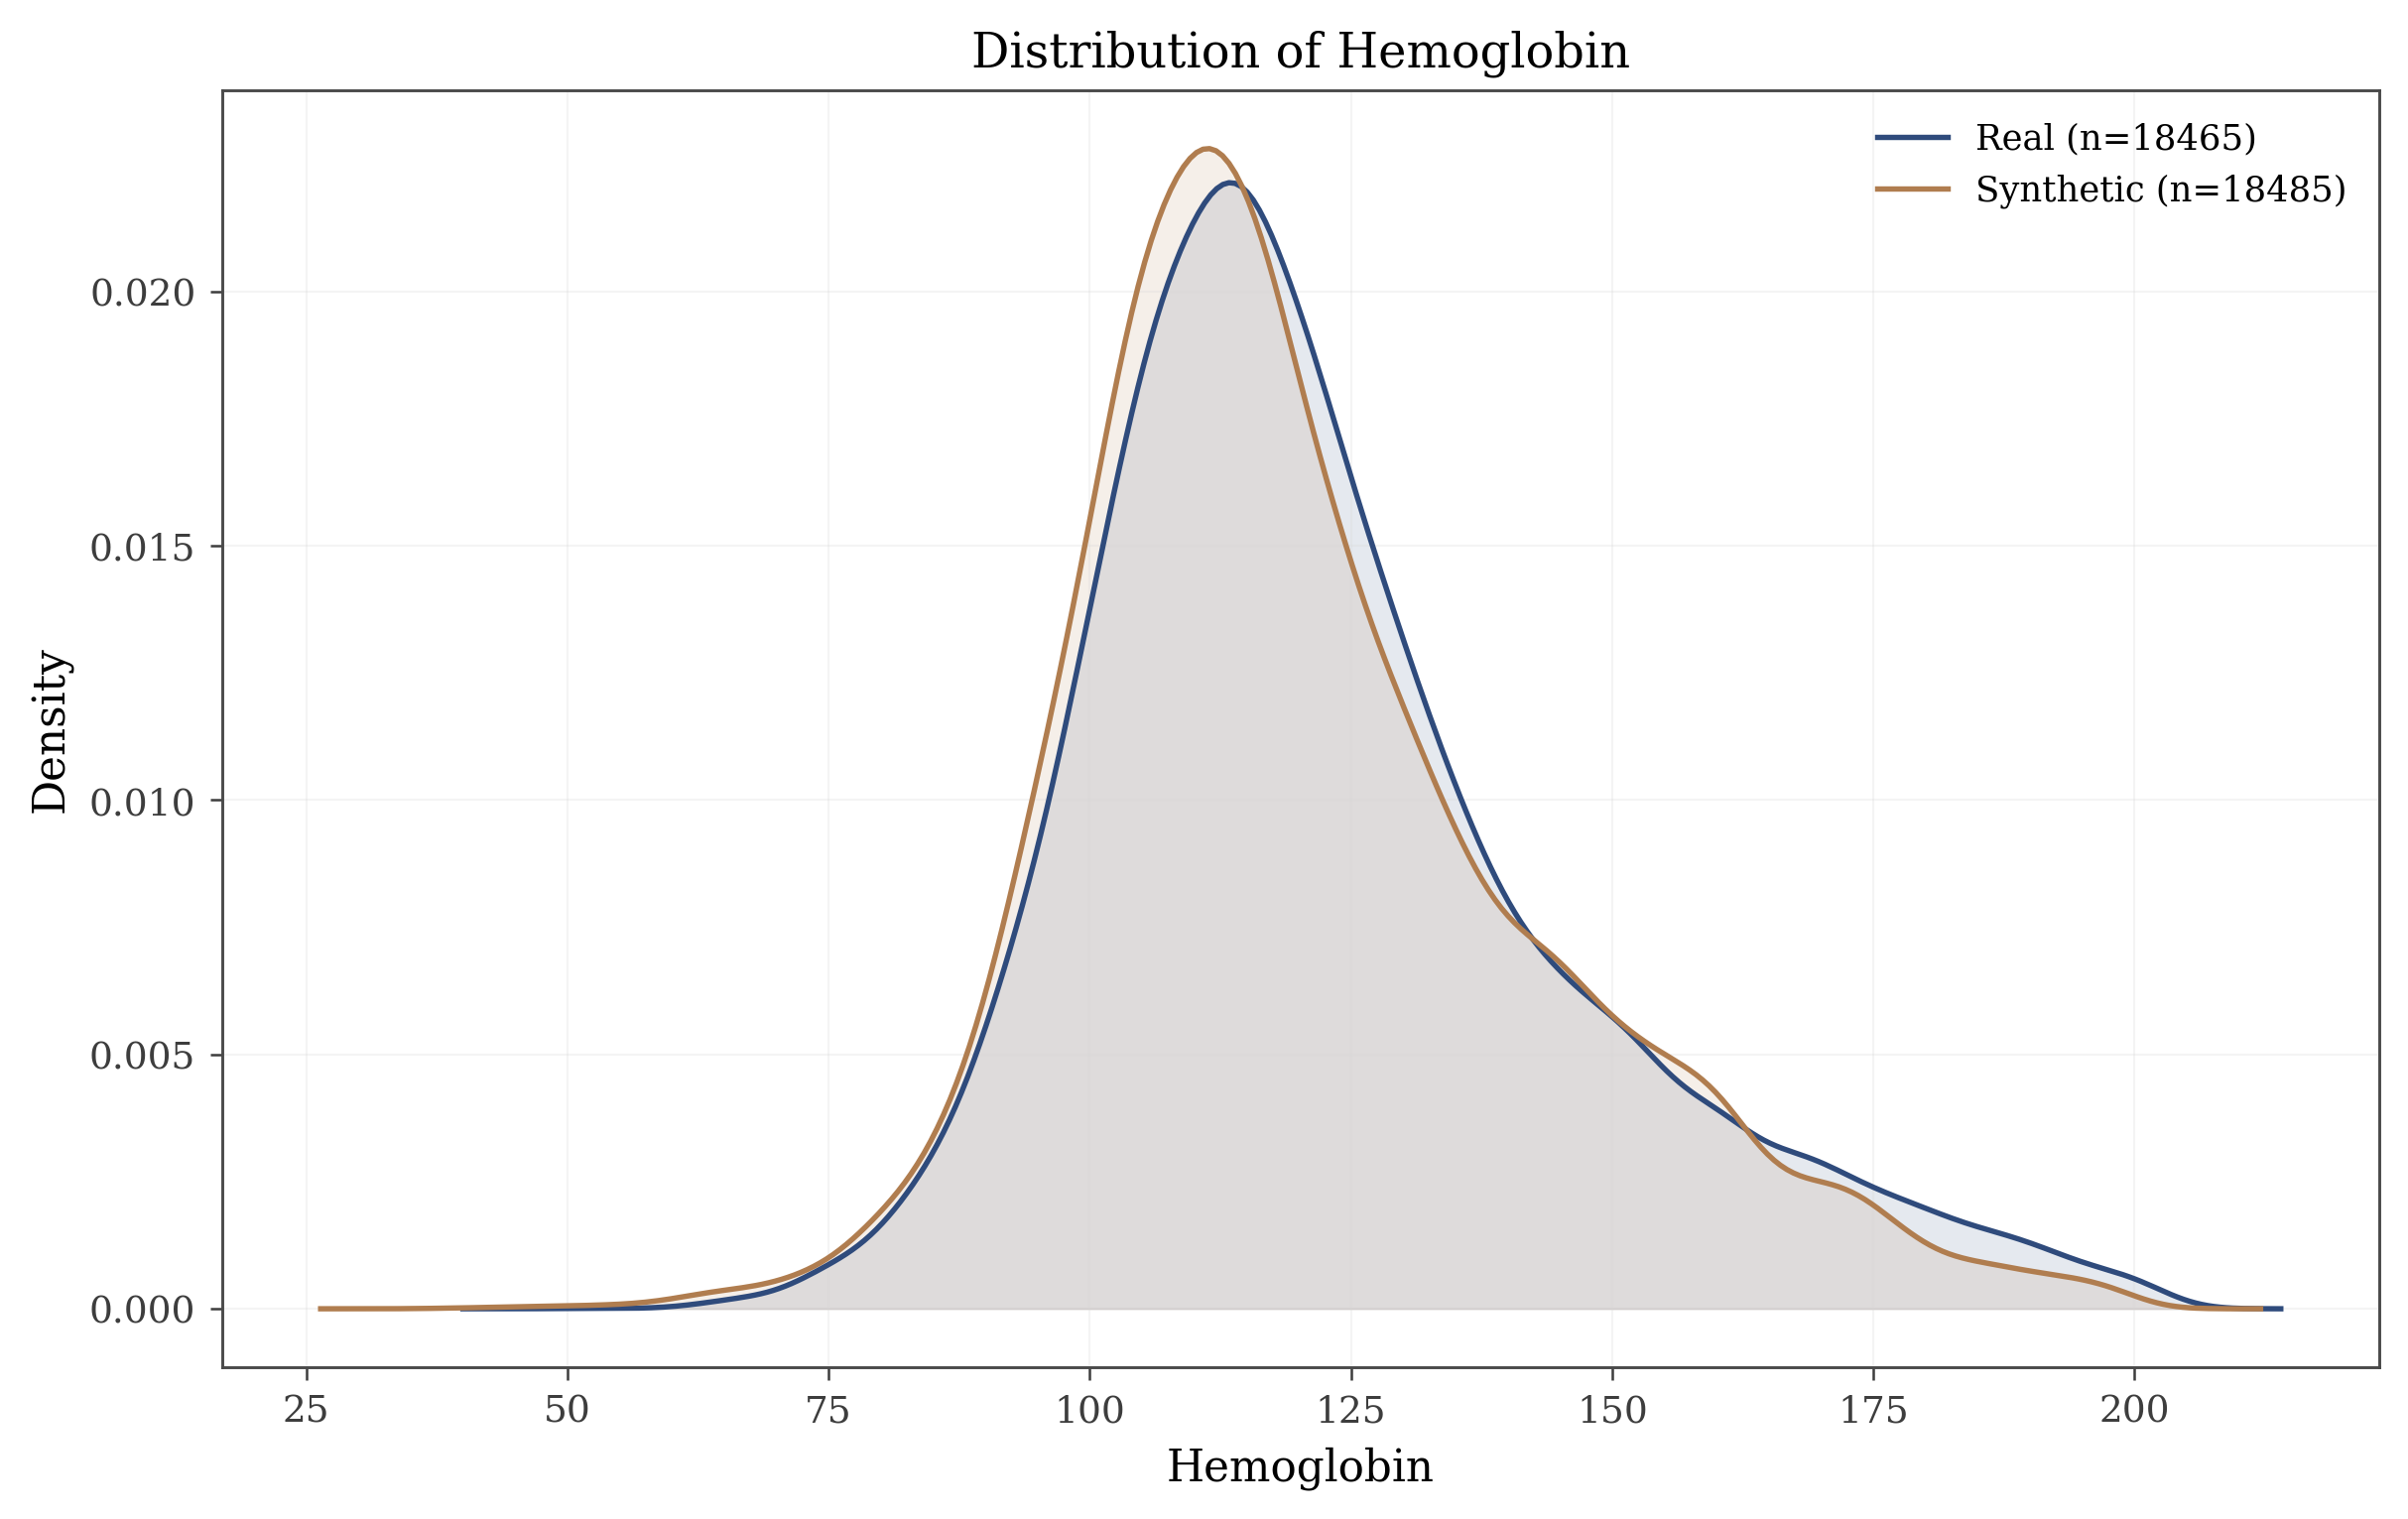 Distribution of Hemoglobin
Real (n=18465)
Synthetic (n=18485)
Density
0.020
0.015
0.010
0.005
0.000
25 50 75 100 125 150 175 200
Hemoglobin